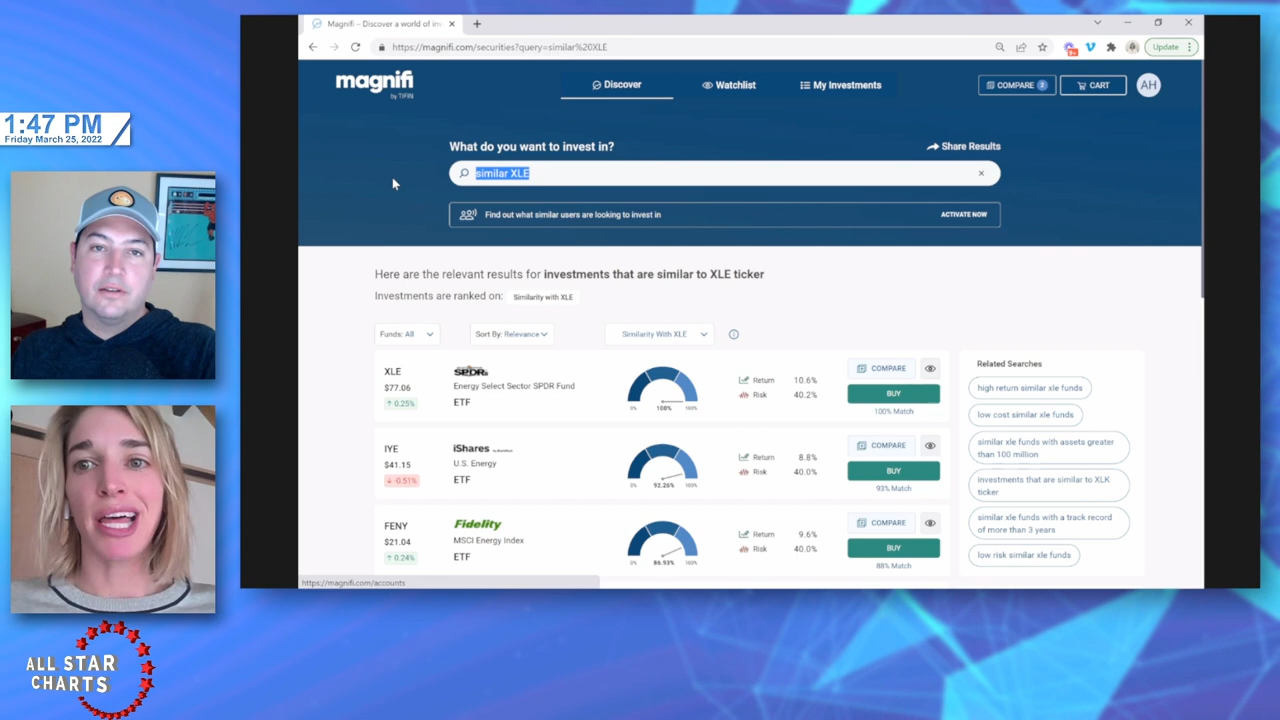 Magnifi – Discover a world of inv
https://magnifi.com/securities?query=similar%20XLE
Update
magnifi
by TIFIN
Discover
Watchlist
My Investments
COMPARE 2
CART
AH
1:47 PM
Friday March 25, 2022
What do you want to invest in?
Share Results
similar XLE
Find out what similar users are looking to invest in
ACTIVATE NOW
Here are the relevant results for investments that are similar to XLE ticker
Investments are ranked on: Similarity with XLE
Funds: All
Sort By: Relevance
Similarity With XLE
XLE
$77.06
↑ 0.25%
SPDR
Energy Select Sector SPDR Fund
ETF
0% 100% 100%
Return 10.6%
Risk 40.2%
COMPARE
BUY
100% Match
IYE
$41.15
↓ -0.51%
iShares
U.S. Energy
ETF
0% 92.26% 100%
Return 8.8%
Risk 40.0%
COMPARE
BUY
93% Match
FENY
$21.04
↑ 0.24%
Fidelity
MSCI Energy Index
ETF
0% 86.93% 100%
Return 9.6%
Risk 40.0%
COMPARE
BUY
88% Match
Related Searches
high return similar xle funds
low cost similar xle funds
similar xle funds with assets greater
than 100 million
investments that are similar to XLK
ticker
similar xle funds with a track record
of more than 3 years
low risk similar xle funds
https://magnifi.com/accounts
ALL STAR
CHARTS